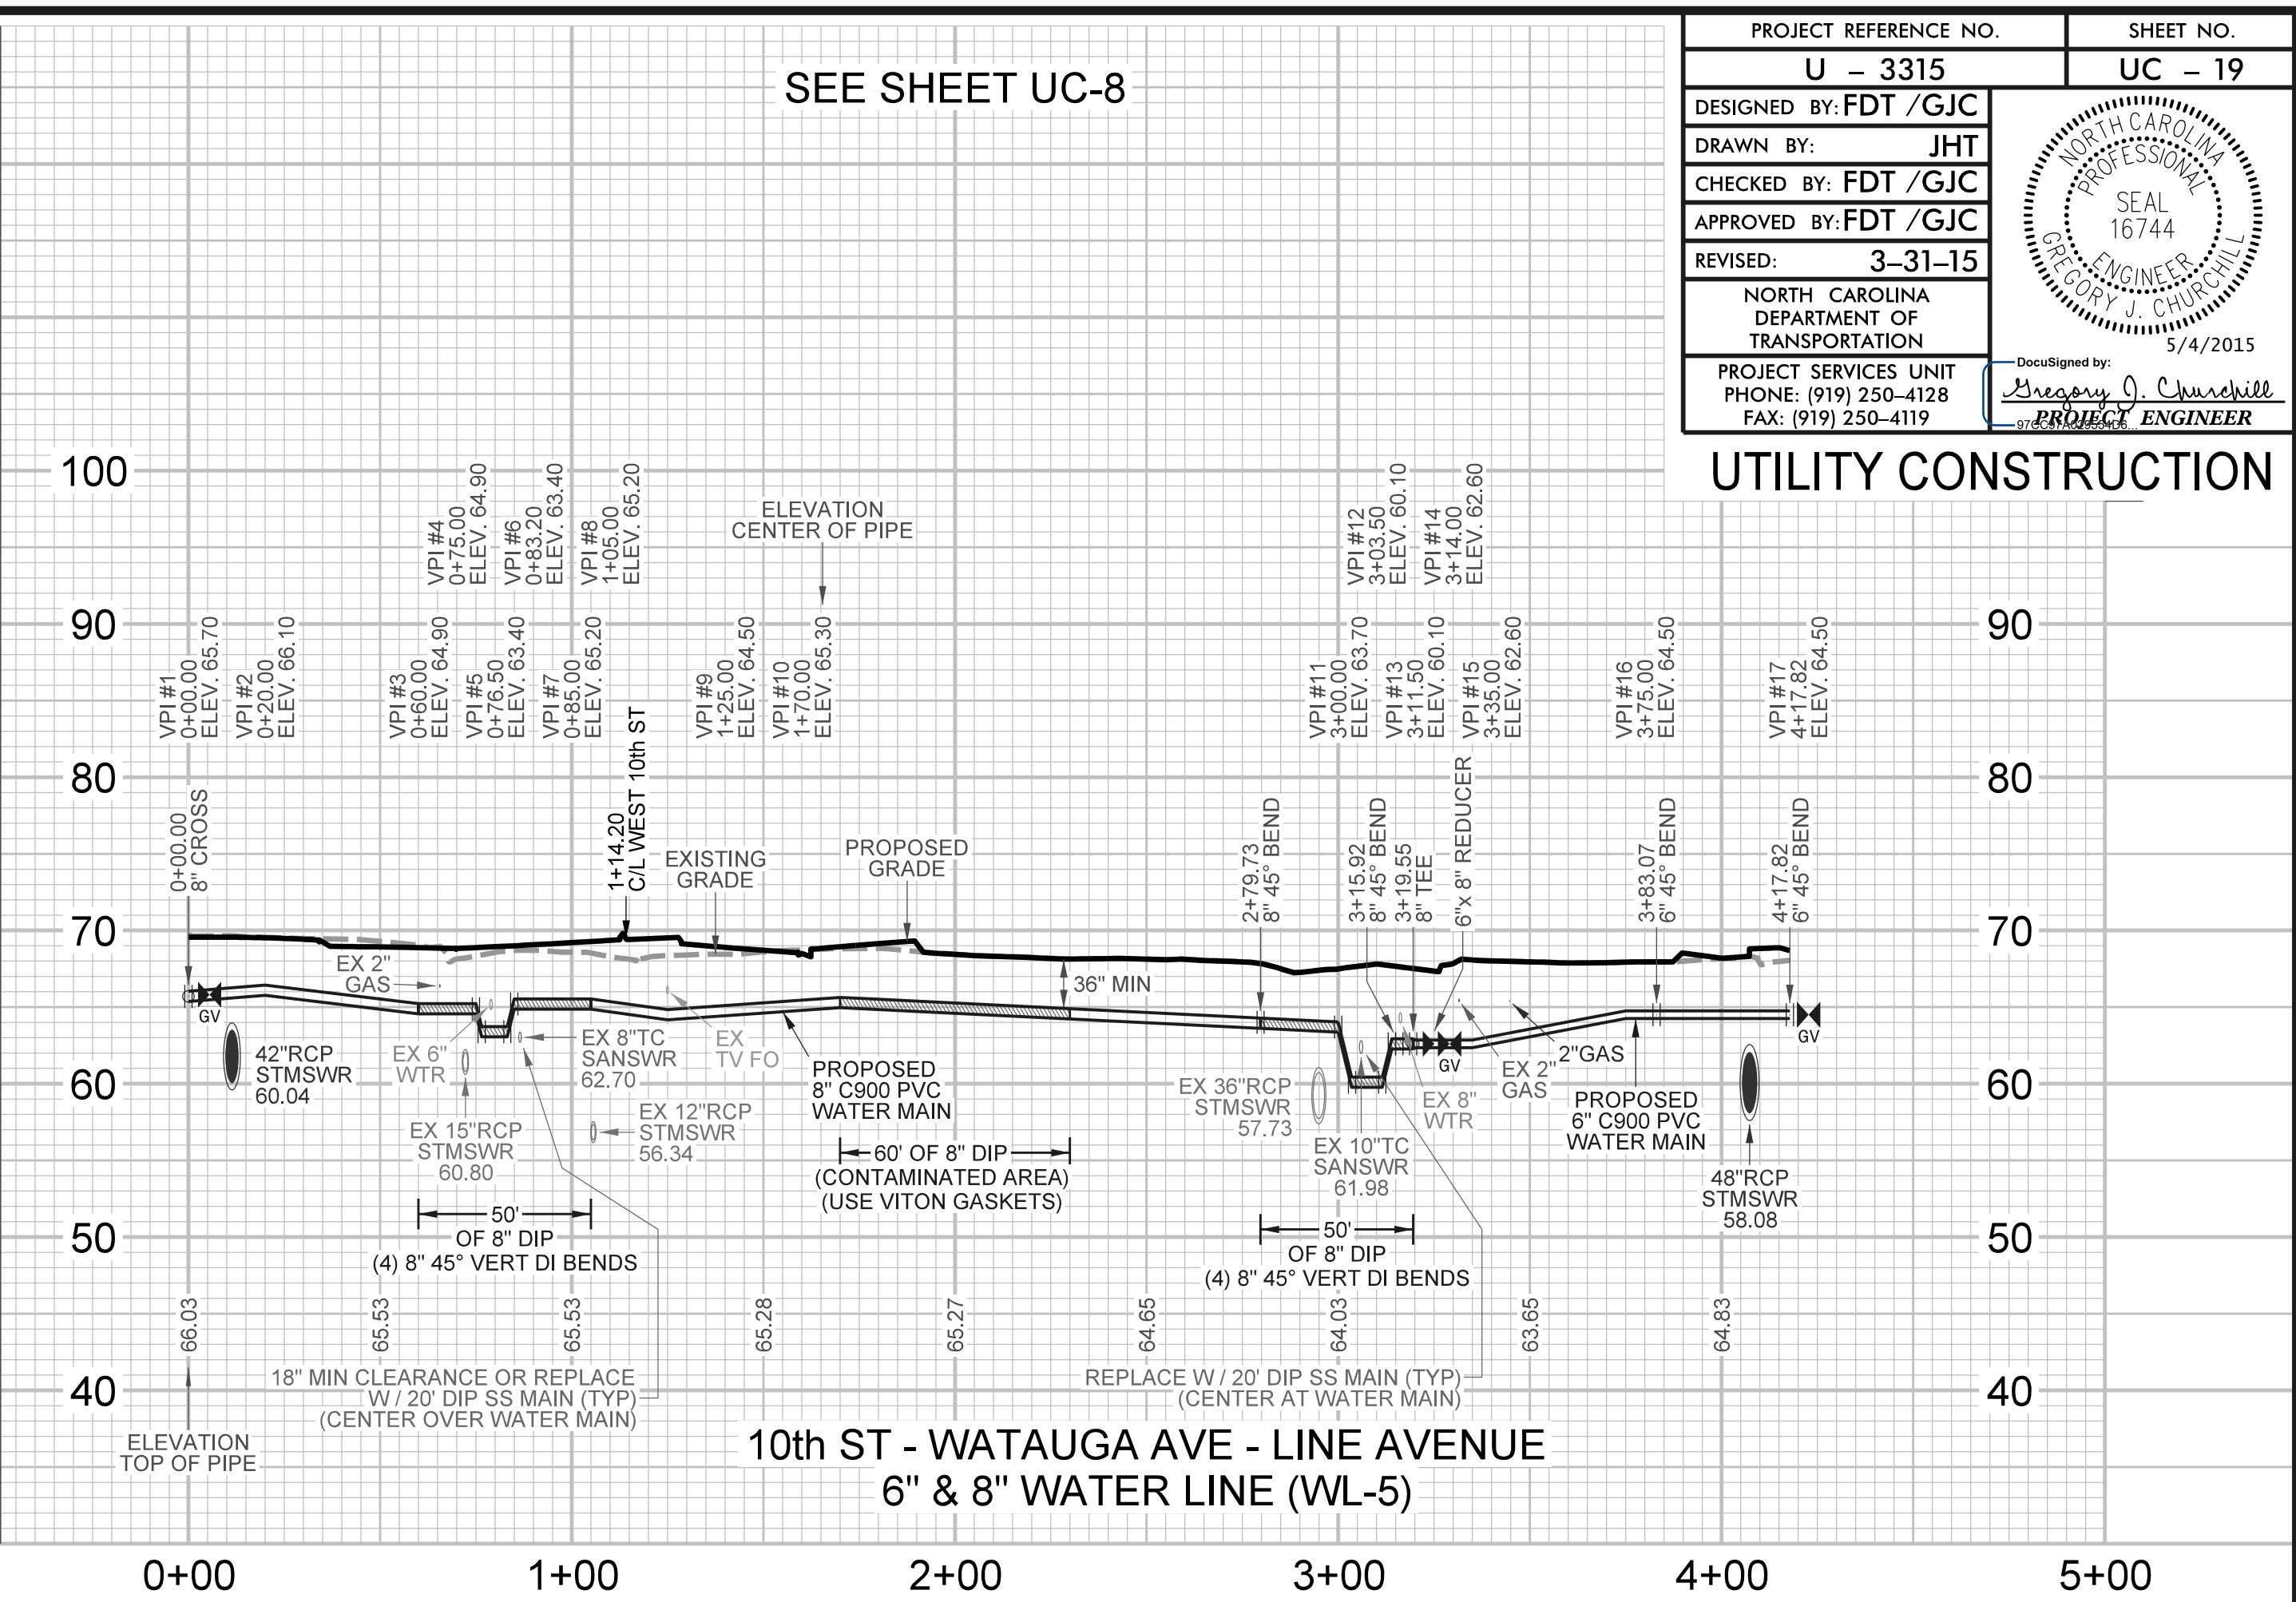 PROJECT REFERENCE NO.
SHEET NO.
U - 3315
UC - 19
DESIGNED BY: FDT /GJC
DRAWN BY: JHT
CHECKED BY: FDT /GJC
APPROVED BY: FDT /GJC
REVISED: 3-31-15
NORTH CAROLINA
DEPARTMENT OF
TRANSPORTATION
PROJECT SERVICES UNIT
PHONE: (919) 250-4128
FAX: (919) 250-4119
NORTH CAROLINA
PROFESSIONAL
SEAL
16744
ENGINEER
GREGORY J. CHURCHILL
5/4/2015
DocuSigned by:
Gregory J. Churchill
PROJECT ENGINEER
UTILITY CONSTRUCTION
SEE SHEET UC-8
100
90
80
70
60
50
40
90
80
70
60
50
40
VPI #4
0+75.00
ELEV. 64.90
VPI #6
0+83.20
ELEV. 63.40
VPI #8
1+05.00
ELEV. 65.20
ELEVATION
CENTER OF PIPE
VPI #12
3+03.50
ELEV. 60.10
VPI #14
3+14.00
ELEV. 62.60
VPI #1
0+00.00
ELEV. 65.70
VPI #2
0+20.00
ELEV. 66.10
VPI #3
0+60.00
ELEV. 64.90
VPI #5
0+76.50
ELEV. 63.40
VPI #7
0+85.00
ELEV. 65.20
VPI #9
1+25.00
ELEV. 64.50
VPI #10
1+70.00
ELEV. 65.30
VPI #11
3+00.00
ELEV. 63.70
VPI #13
3+11.50
ELEV. 60.10
VPI #15
3+35.00
ELEV. 62.60
VPI #16
3+75.00
ELEV. 64.50
VPI #17
4+17.82
ELEV. 64.50
0+00.00
8" CROSS
1+14.20
C/L WEST 10th ST
EXISTING
GRADE
PROPOSED
GRADE
2+79.73
8" 45° BEND
3+15.92
8" 45° BEND
3+19.55
8" TEE
6"x 8" REDUCER
3+83.07
6" 45° BEND
4+17.82
6" 45° BEND
EX 2"
GAS
36" MIN
GV
42"RCP
STMSWR
60.04
EX 6"
WTR
EX 8"TC
SANSWR
62.70
EX
TV FO
PROPOSED
8" C900 PVC
WATER MAIN
EX 15"RCP
STMSWR
60.80
EX 12"RCP
STMSWR
56.34
EX 36"RCP
STMSWR
57.73
EX 10"TC
SANSWR
61.98
GV
EX 8"
WTR
EX 2"
GAS
2"GAS
PROPOSED
6" C900 PVC
WATER MAIN
GV
48"RCP
STMSWR
58.08
60' OF 8" DIP
(CONTAMINATED AREA)
(USE VITON GASKETS)
50'
OF 8" DIP
(4) 8" 45° VERT DI BENDS
50'
OF 8" DIP
(4) 8" 45° VERT DI BENDS
66.03
65.53
65.53
65.28
65.27
64.65
64.03
63.65
64.83
18" MIN CLEARANCE OR REPLACE
W / 20' DIP SS MAIN (TYP)
(CENTER OVER WATER MAIN)
REPLACE W / 20' DIP SS MAIN (TYP)
(CENTER AT WATER MAIN)
ELEVATION
TOP OF PIPE
10th ST - WATAUGA AVE - LINE AVENUE
6" & 8" WATER LINE (WL-5)
0+00
1+00
2+00
3+00
4+00
5+00